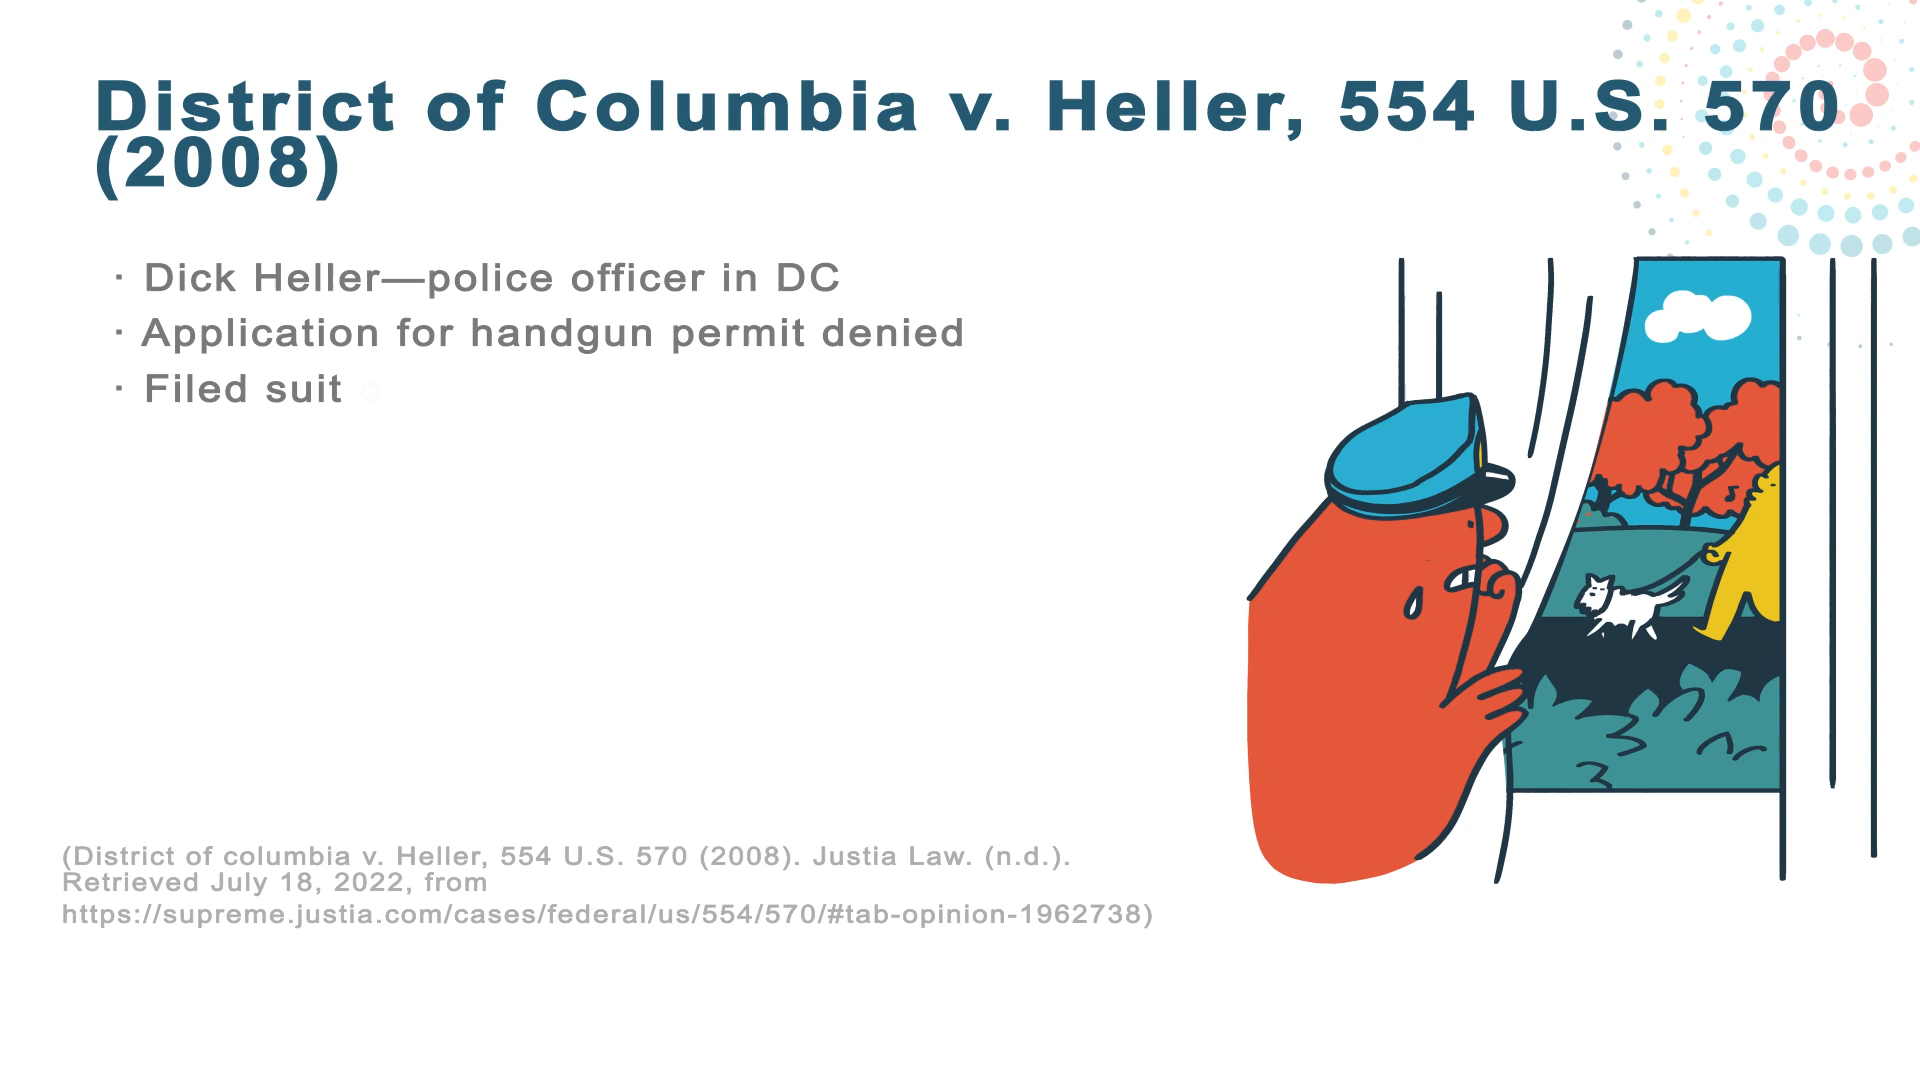 District of Columbia v. Heller, 554 U.S. 570
(2008)
· Dick Heller—police officer in DC
· Application for handgun permit denied
· Filed suit c
(District of columbia v. Heller, 554 U.S. 570 (2008). Justia Law. (n.d.).
Retrieved July 18, 2022, from
https://supreme.justia.com/cases/federal/us/554/570/#tab-opinion-1962738)